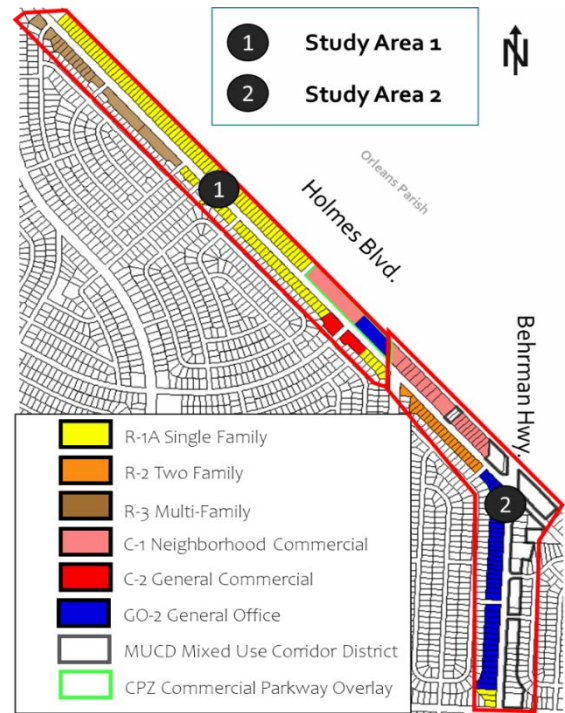 1 Study Area 1
2 Study Area 2
N
1
Orleans Parish
Holmes Blvd.
Behrman Hwy.
2
R-1A Single Family
R-2 Two Family
R-3 Multi-Family
C-1 Neighborhood Commercial
C-2 General Commercial
GO-2 General Office
MUCD Mixed Use Corridor District
CPZ Commercial Parkway Overlay